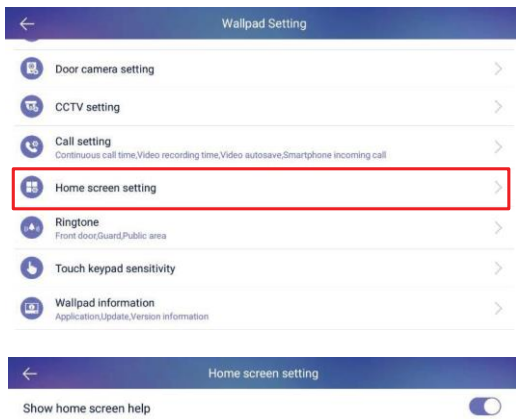 Wallpad Setting
Door camera setting
CCTV setting
Call setting
Continuous call time,Video recording time,Video autosave,Smartphone incoming call
Home screen setting
Ringtone
Front door,Guard,Public area
Touch keypad sensitivity
Wallpad information
Application,Update,Version information
Home screen setting
Show home screen help